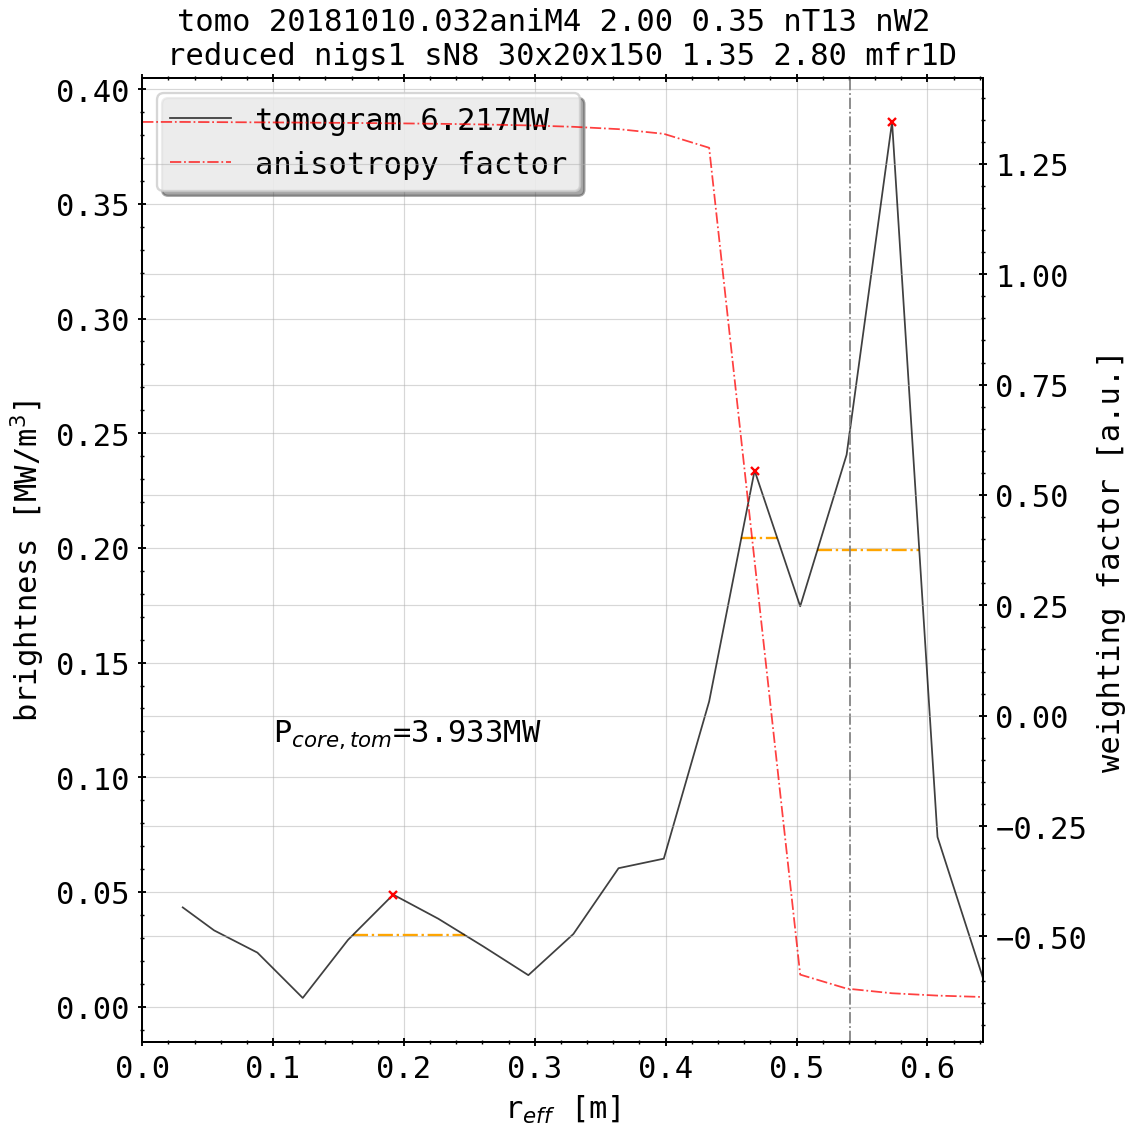 tomo 20181010.032aniM4 2.00 0.35 nT13 nW2
reduced nigs1 sN8 30x20x150 1.35 2.80 mfr1D
tomogram 6.217MW
anisotropy factor
P_core,tom=3.933MW
brightness [MW/m³]
0.40
0.35
0.30
0.25
0.20
0.15
0.10
0.05
0.00
0.0 0.1 0.2 0.3 0.4 0.5 0.6
r_eff [m]
1.25
1.00
0.75
0.50
0.25
0.00
−0.25
−0.50
weighting factor [a.u.]